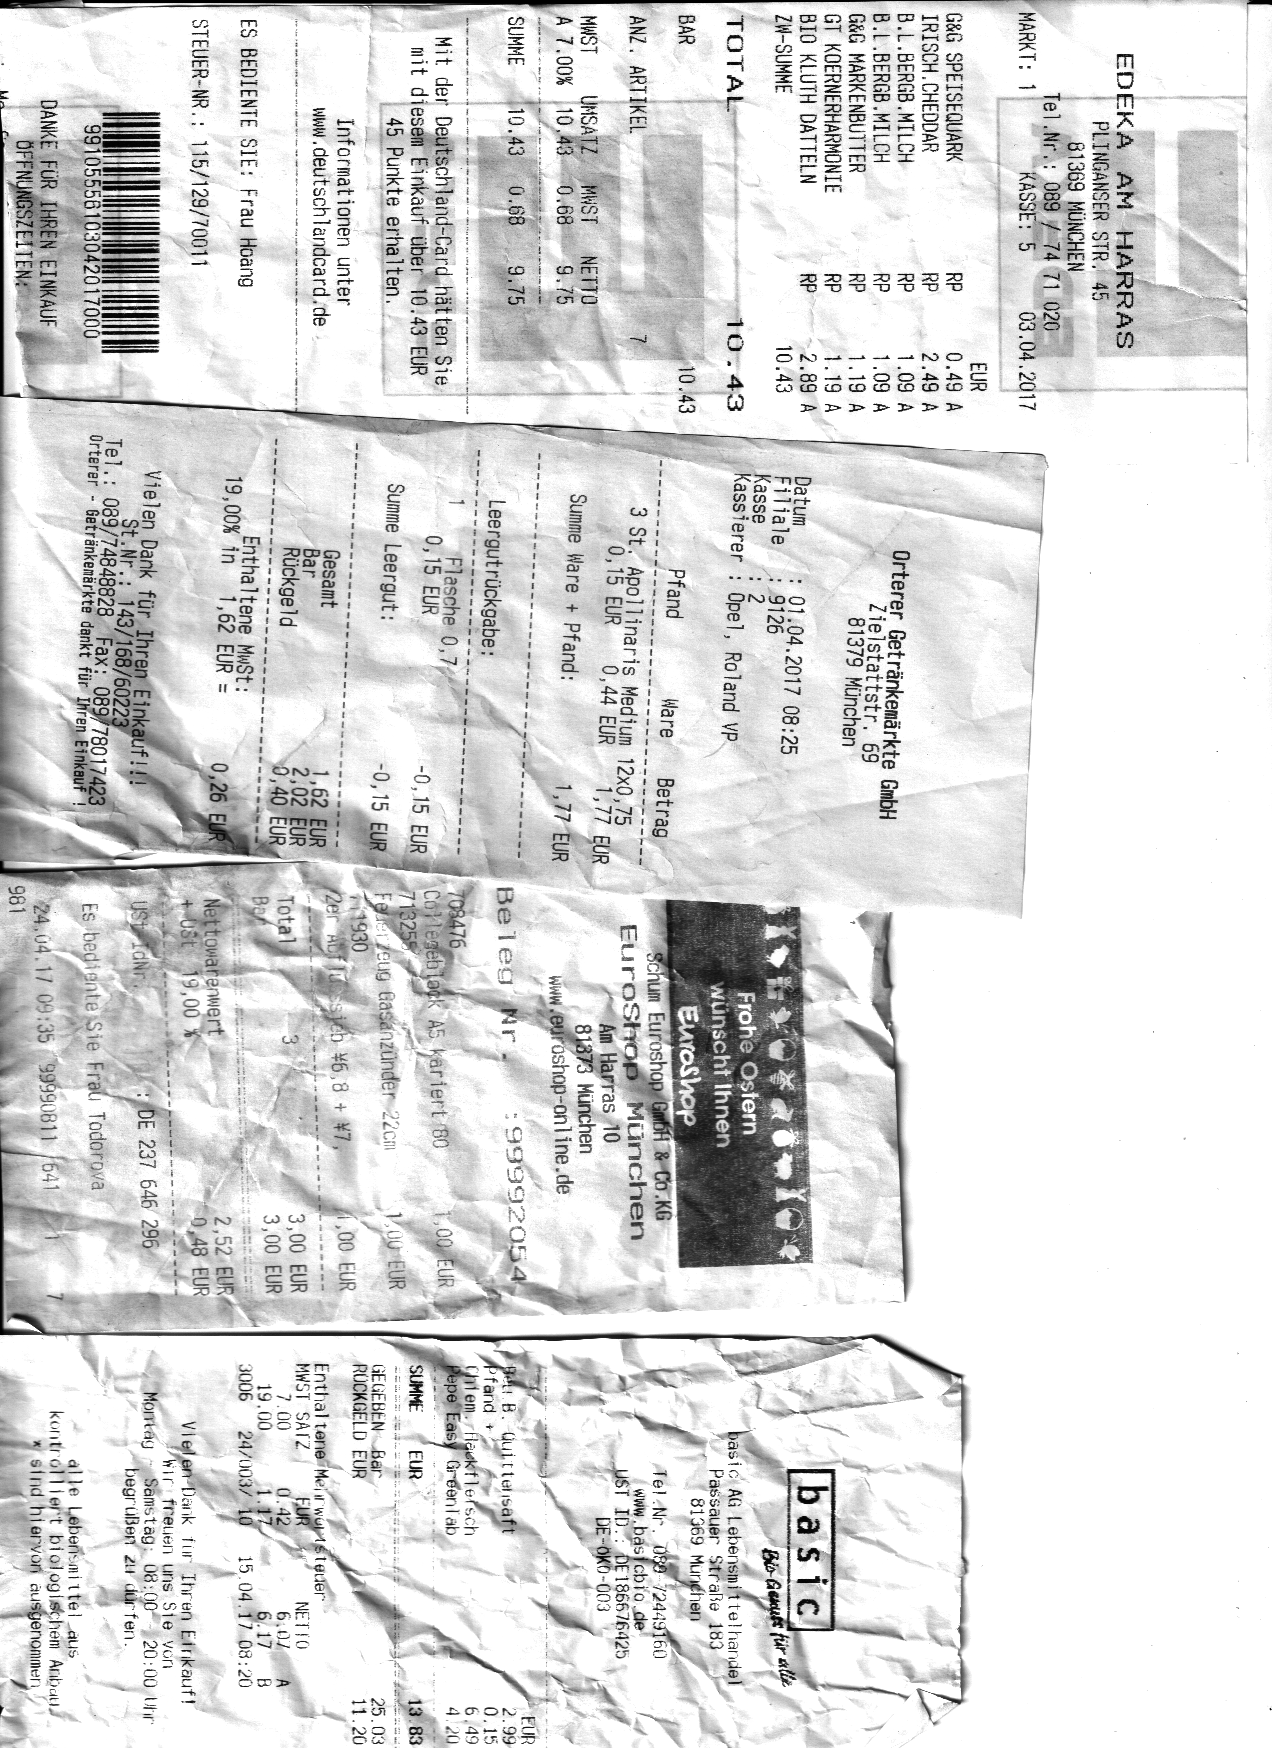 EDEKA AM HARRAS
PLINGANSER STR. 45
81369 MÜNCHEN
Tel.Nr.: 089 / 74 71 020
MARKT: 1 KASSE: 5 03.04.2017
EUR
G&G SPEISEQUARK RP 0.49 A
IRISCH.CHEDDAR RP 2.49 A
B.L.BERGB.MILCH RP 1.09 A
B.L.BERGB.MILCH RP 1.09 A
G&G MARKENBUTTER RP 1.19 A
GT KOERNERHARMONIE RP 1.19 A
BIO KLUTH DATTELN RP 2.89 A
ZW-SUMME 10.43
TOTAL 10.43
BAR 10.43
ANZ. ARTIKEL 7
MWST UMSATZ MWST NETTO
A 7.00% 10.43 0.68 9.75
SUMME 10.43 0.68 9.75
Mit der Deutschland-Card hätten Sie
mit diesem Einkauf über 10.43 EUR
45 Punkte erhalten.
Informationen unter
www.deutschlandcard.de
ES BEDIENTE SIE: Frau Hoang
STEUER-NR.: 115/129/70011
99105558103042017000
DANKE FÜR IHREN EINKAUF
ÖFFNUNGSZEITEN:
Orterer Getränkemärkte GmbH
Zielstattstr. 69
81379 München
Datum : 01.04.2017 08:25
Filiale : 9126
Kasse : 2
Kassierer : Opel, Roland VP
Pfand Ware Betrag
3 St. Apollinaris Medium 12x0,75
0,15 EUR 0,44 EUR 1,77 EUR
Summe Ware + Pfand: 1,77 EUR
Leergutrückgabe:
1 Flasche 0,7
0,15 EUR -0,15 EUR
Summe Leergut: -0,15 EUR
Gesamt 1,62 EUR
Bar 2,02 EUR
Rückgeld 0,40 EUR
Enthaltene MwSt:
19,00% in 1,62 EUR = 0,26 EUR
Vielen Dank für Ihren Einkauf!!!
St.Nr.: 143/168/60223
Tel.: 089/74848828 Fax: 089/78017423
Orterer - Getränkemärkte dankt für Ihren Einkauf !
Frohe Ostern
wünscht Ihnen
EuroShop
Schum Euroshop GmbH & Co.KG
EuroShop München
Am Harras 10
81373 München
www.euroshop-online.de
Beleg Nr. :99992054
708476
Collegeblock A5 kariert 80 1,00 EUR
713255
Feuerzeug Gasanzünder 22cm 1,00 EUR
2er Abflußsieb ¥6,8 + ¥7, 1,00 EUR
Total 3 3,00 EUR
Bar 3,00 EUR
Nettowarenwert 2,52 EUR
+ Ust 19,00 % 0,48 EUR
USt IdNr. : DE 237 646 296
Es bediente Sie Frau Todorova
24.04.17 09:35 99990811 641 1 7
981
basic
Bio-Genuss für alle
basic AG Lebensmittelhandel
Passauer Straße 183
81369 München
Tel.Nr. 089-72449160
www.basicbio.de
UST ID.: DE186676425
DE-ÖKO-003
EUR
B. Quittensaft 2.99
Pfand + 0.15
Chiem. Hackfleisch 6.49
Pepe Easy Greenlab 4.20
SUMME EUR 13.83
GEGEBEN Bar 25.03
RÜCKGELD EUR 11.20
Enthaltene Mehrwertsteuer
MWST SATZ EUR NETTO
7.00 0.42 6.07 A
19.00 1.17 6.17 B
3006 24/003/ 10 15.04.17 08:20
Vielen Dank für Ihren Einkauf!
Wir freuen uns Sie von
Montag - Samstag, 08:00 - 20:00 Uhr
begrüßen zu dürfen.
alle Lebensmittel aus
kontrolliert biologischem Anbau
* sind hiervon ausgenommen